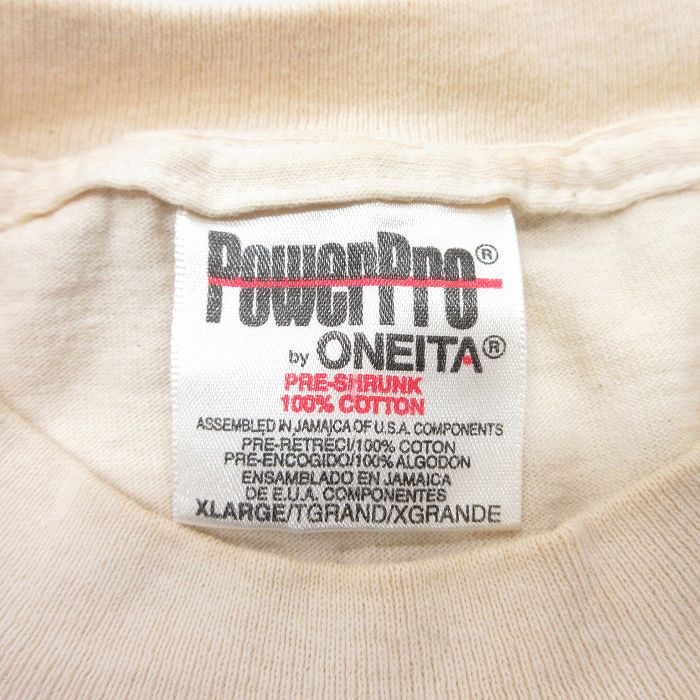 PowerPro®
by ONEITA®
PRE-SHRUNK
100% COTTON
ASSEMBLED IN JAMAICA OF U.S.A. COMPONENTS
PRE-RETRECI/100% COTON
PRE-ENCOGIDO/100% ALGODON
ENSAMBLADO EN JAMAICA
DE E.U.A. COMPONENTES
XLARGE/TGRAND/XGRANDE